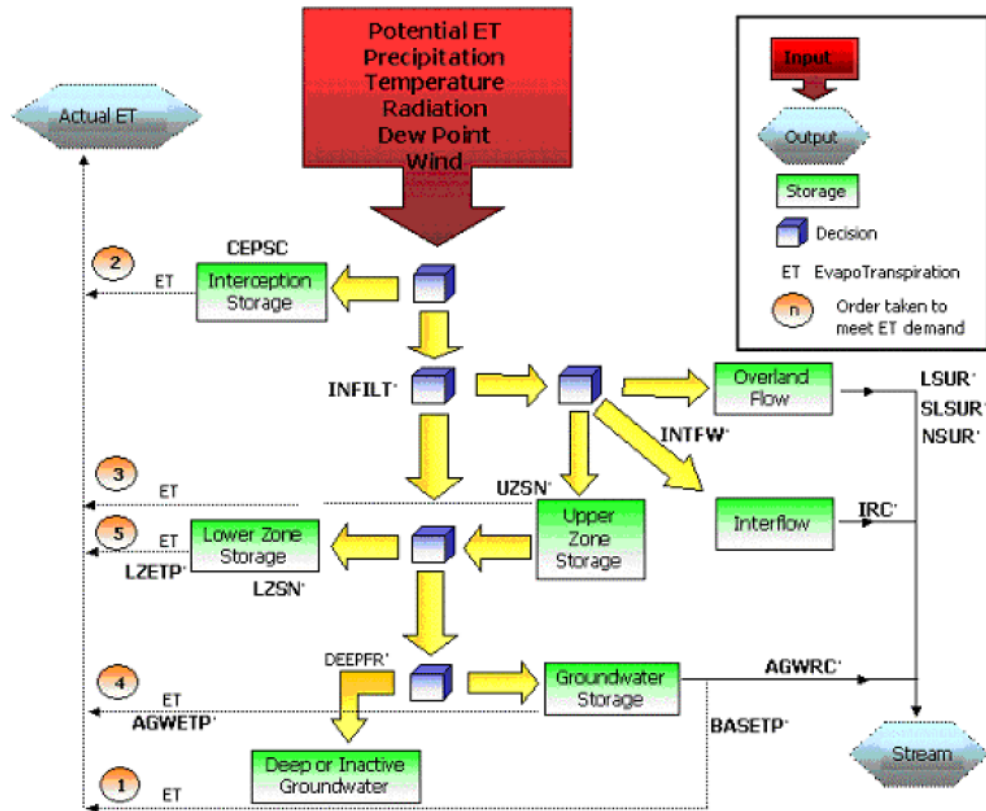 Potential ET
Precipitation
Temperature
Radiation
Dew Point
Wind
Input
Output
Storage
Decision
ET EvapoTranspiration
n
Order taken to
meet ET demand
Actual ET
2
ET
CEPSC
Interception
Storage
INFILT*
Overland
Flow
LSUR*
SLSUR*
NSUR*
INTFW*
3
ET
UZSN*
Upper
Zone
Storage
Interflow
IRC*
5
ET
LZETP*
Lower Zone
Storage
LZSN*
DEEPFR*
4
ET
AGWETP*
Groundwater
Storage
AGWRC*
BASETP*
Deep or Inactive
Groundwater
1
ET
Stream